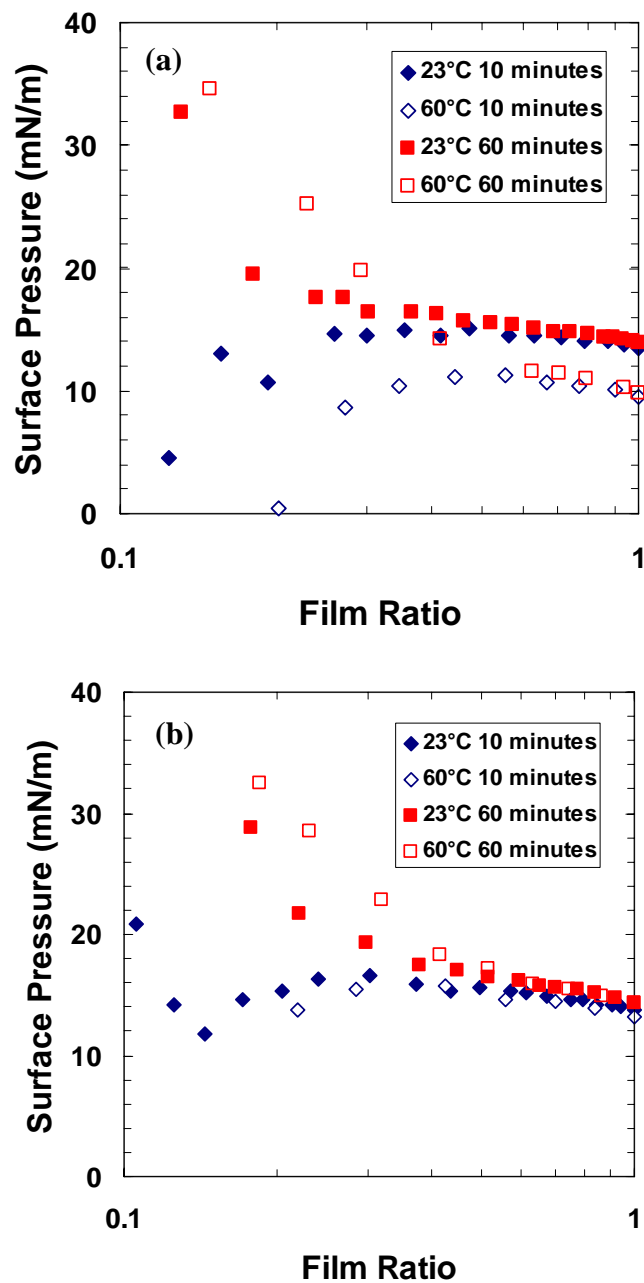 40
(a)
23°C 10 minutes
60°C 10 minutes
23°C 60 minutes
60°C 60 minutes
30
20
10
0
0.1
1
Surface Pressure (mN/m)
Film Ratio
40
(b)
23°C 10 minutes
60°C 10 minutes
23°C 60 minutes
60°C 60 minutes
30
20
10
0
0.1
1
Surface Pressure (mN/m)
Film Ratio